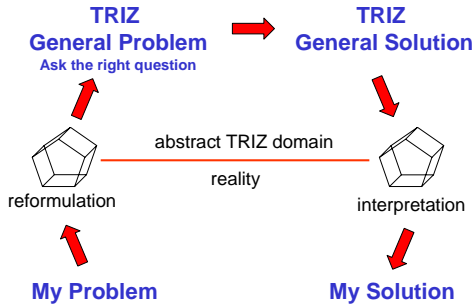 TRIZ
General Problem
Ask the right question
TRIZ
General Solution
abstract TRIZ domain
reality
reformulation
interpretation
My Problem
My Solution